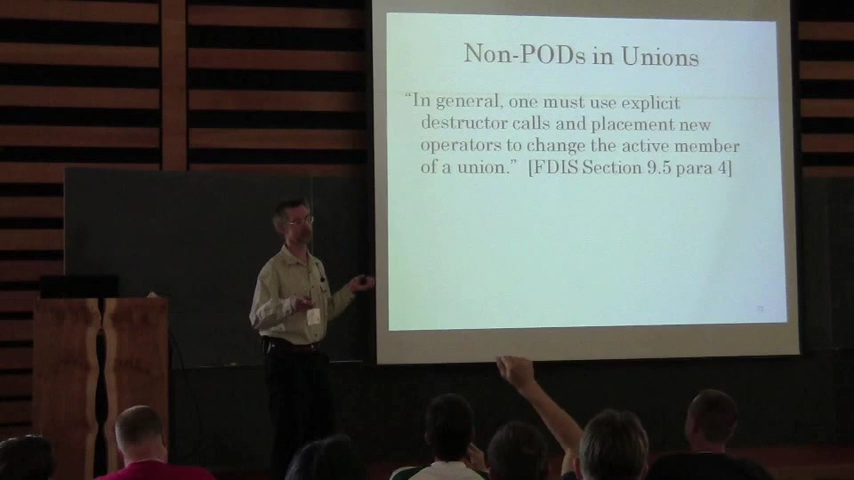 Non-PODs in Unions
“In general, one must use explicit
destructor calls and placement new
operators to change the active member
of a union.” [FDIS Section 9.5 para 4]